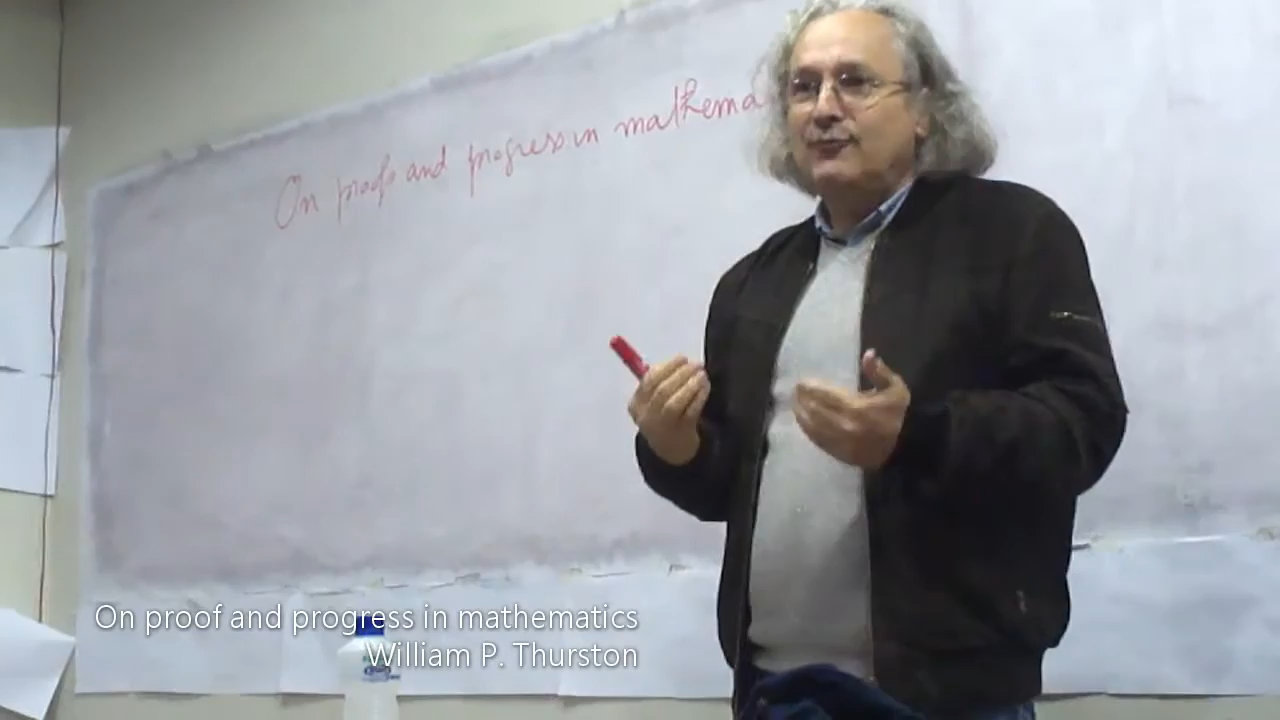 On proofs and progress in mathema
On proof and progress in mathematics
William P. Thurston